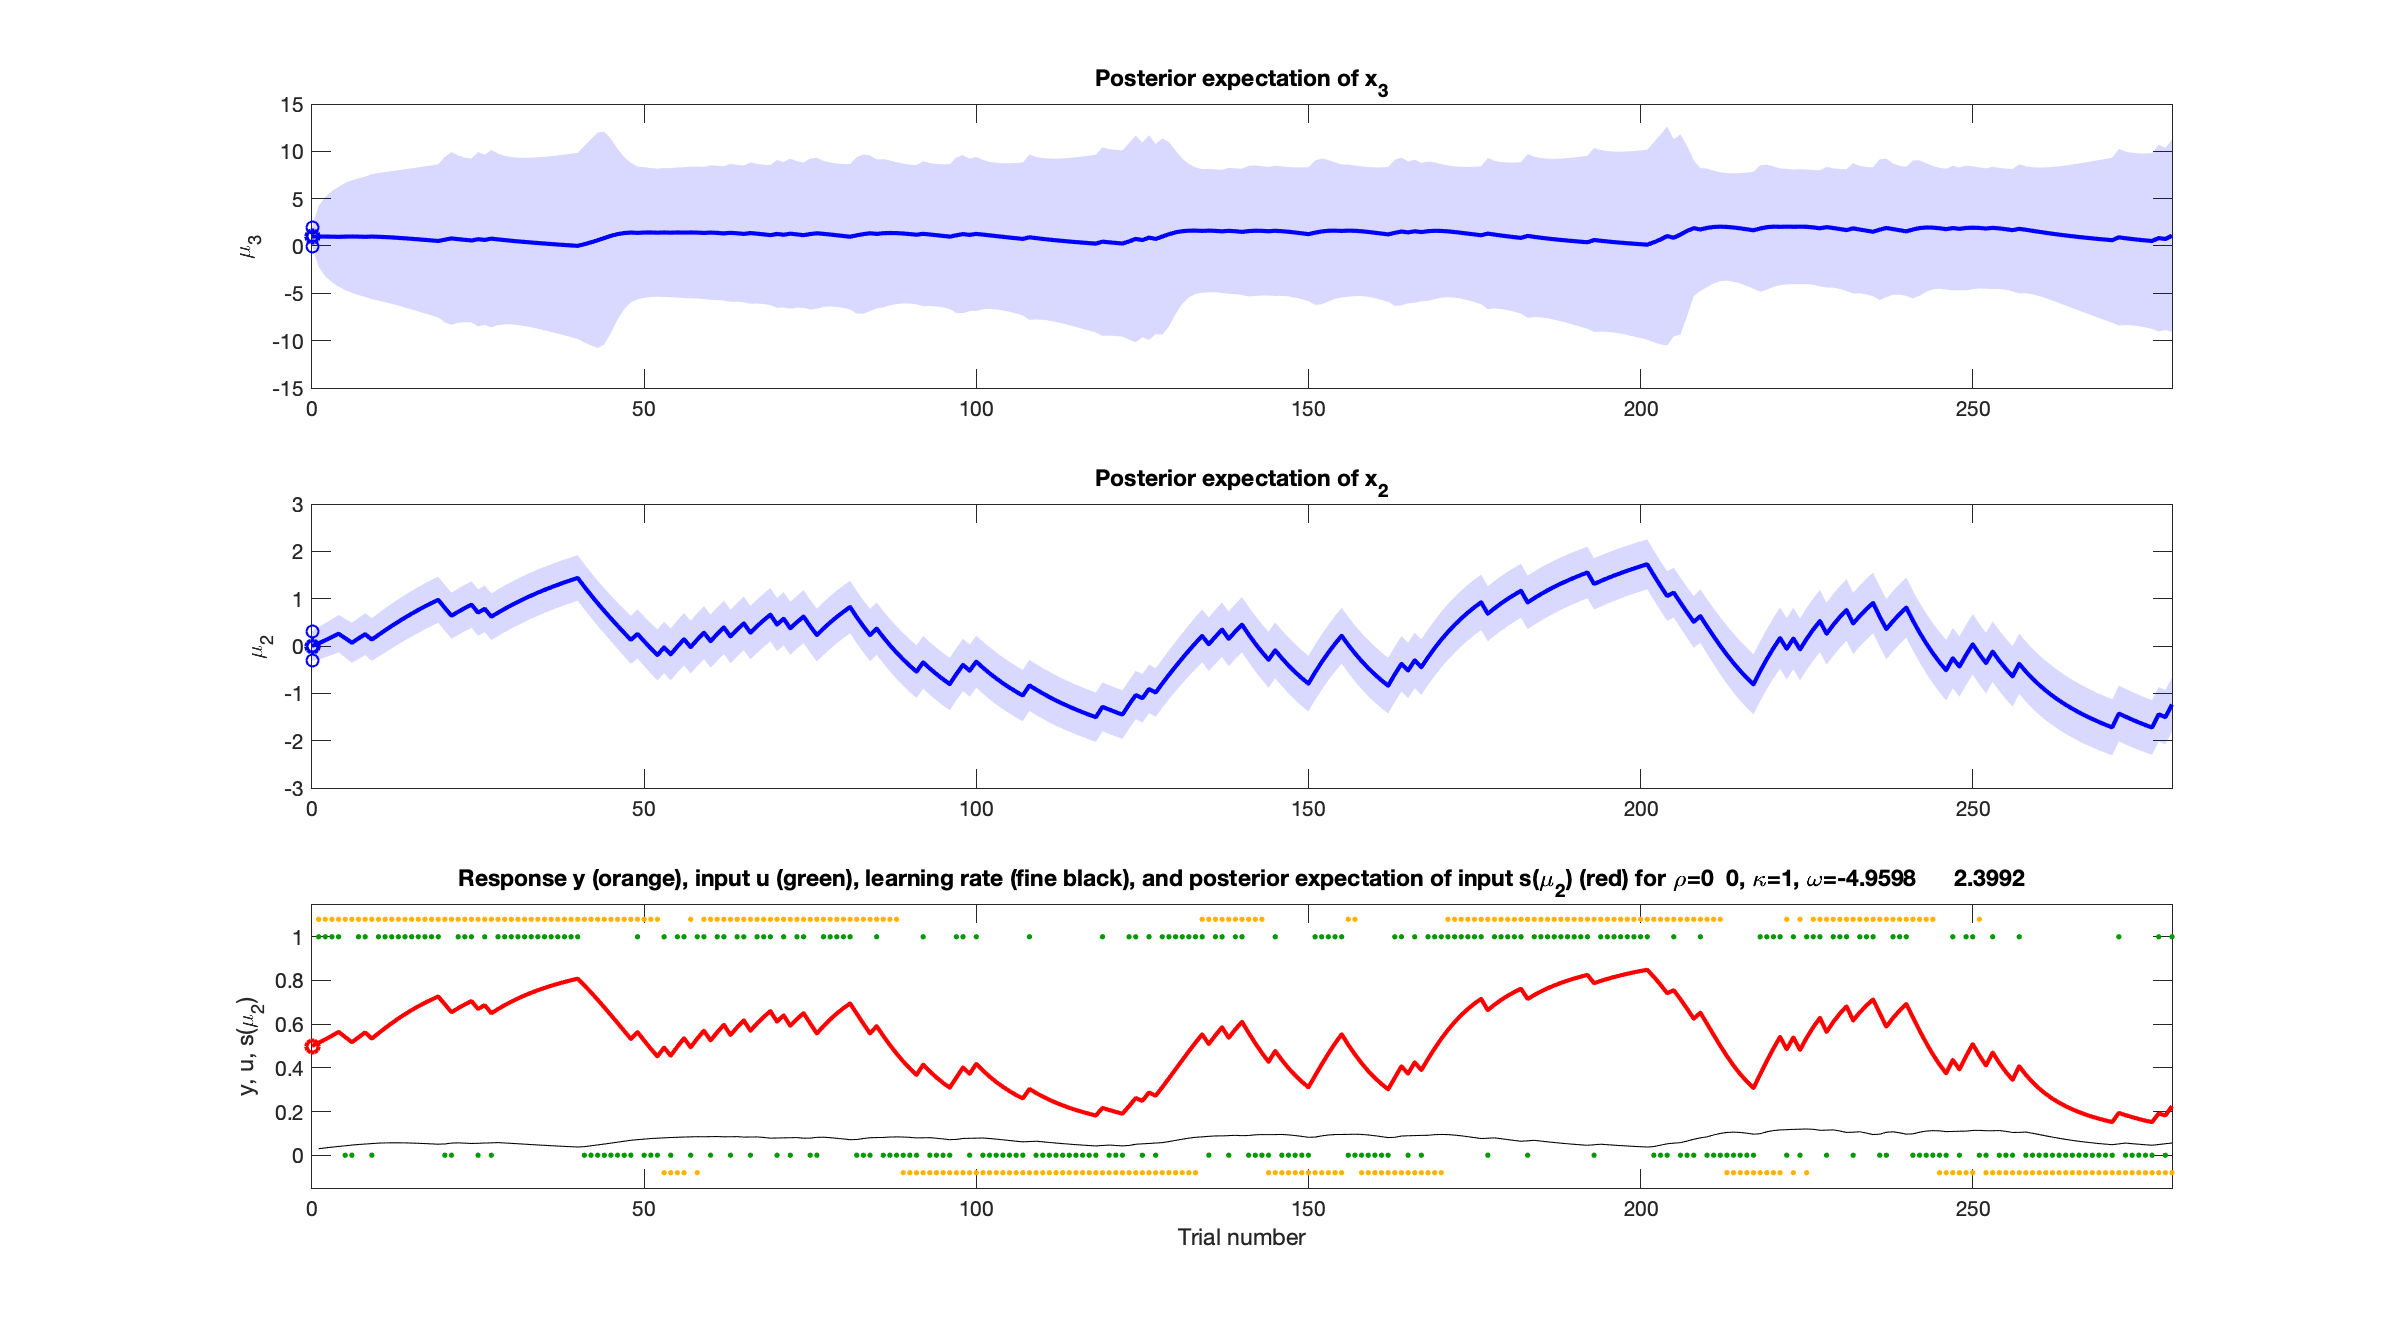 Posterior expectation of x3
15
10
5
0
-5
-10
-15
μ3
0 50 100 150 200 250
Posterior expectation of x2
3
2
1
0
-1
-2
-3
μ2
0 50 100 150 200 250
Response y (orange), input u (green), learning rate (fine black), and posterior expectation of input s(μ2) (red) for ρ=0 0, κ=1, ω=-4.9598 2.3992
1
0.8
0.6
0.4
0.2
0
y, u, s(μ2)
0 50 100 150 200 250
Trial number